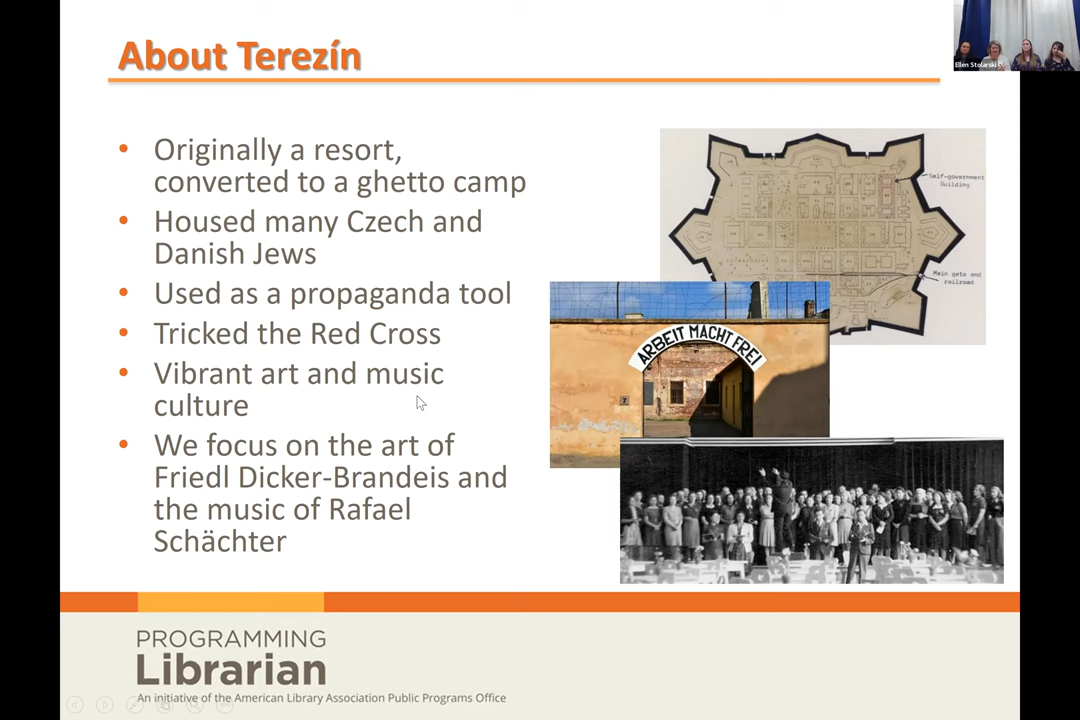 About Terezín
Ellen Stolarski
• Originally a resort,
converted to a ghetto camp
• Housed many Czech and
Danish Jews
• Used as a propaganda tool
• Tricked the Red Cross
• Vibrant art and music
culture
• We focus on the art of
Friedl Dicker-Brandeis and
the music of Rafael
Schächter
Self-government
Building
Main gate and
railroad
ARBEIT MACHT FREI
7
PROGRAMMING
Librarian
An initiative of the American Library Association Public Programs Office